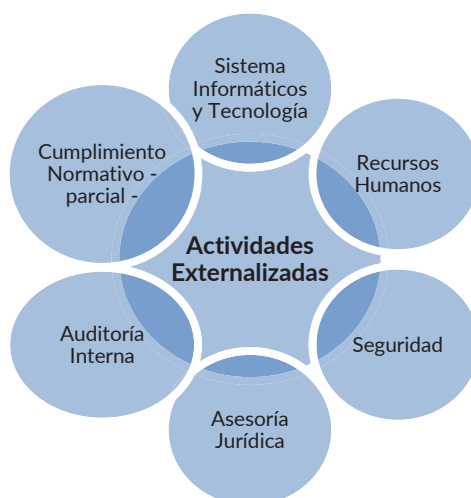 Sistema
Informáticos
y Tecnología
Cumplimiento
Normativo -
parcial -
Recursos
Humanos
Actividades
Externalizadas
Auditoría
Interna
Seguridad
Asesoría
Jurídica